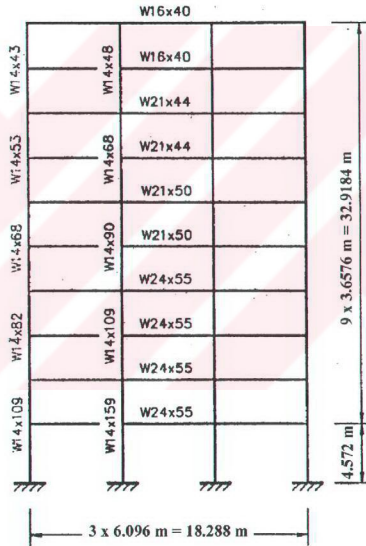 W16x40
W14x43
W14x48
W16x40
W21x44
W14x53
W14x68
W21x44
W21x50
W14x68
W14x90
W21x50
W24x55
W14x82
W14x109
W24x55
W24x55
W14x109
W14x159
W24x55
9 x 3.6576 m = 32.9184 m
4.572 m
3 x 6.096 m = 18.288 m